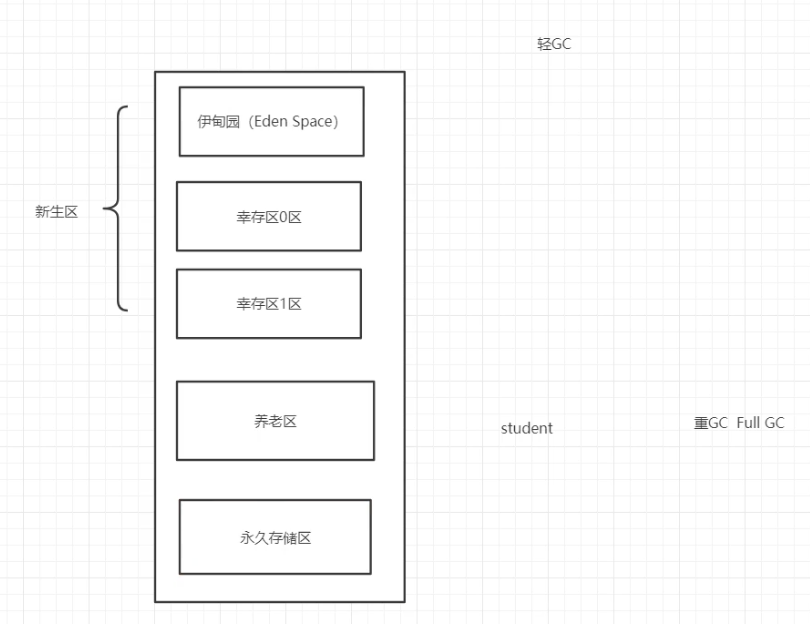 轻GC
伊甸园（Eden Space）
新生区
幸存区0区
幸存区1区
养老区
student
重GC Full GC
永久存储区